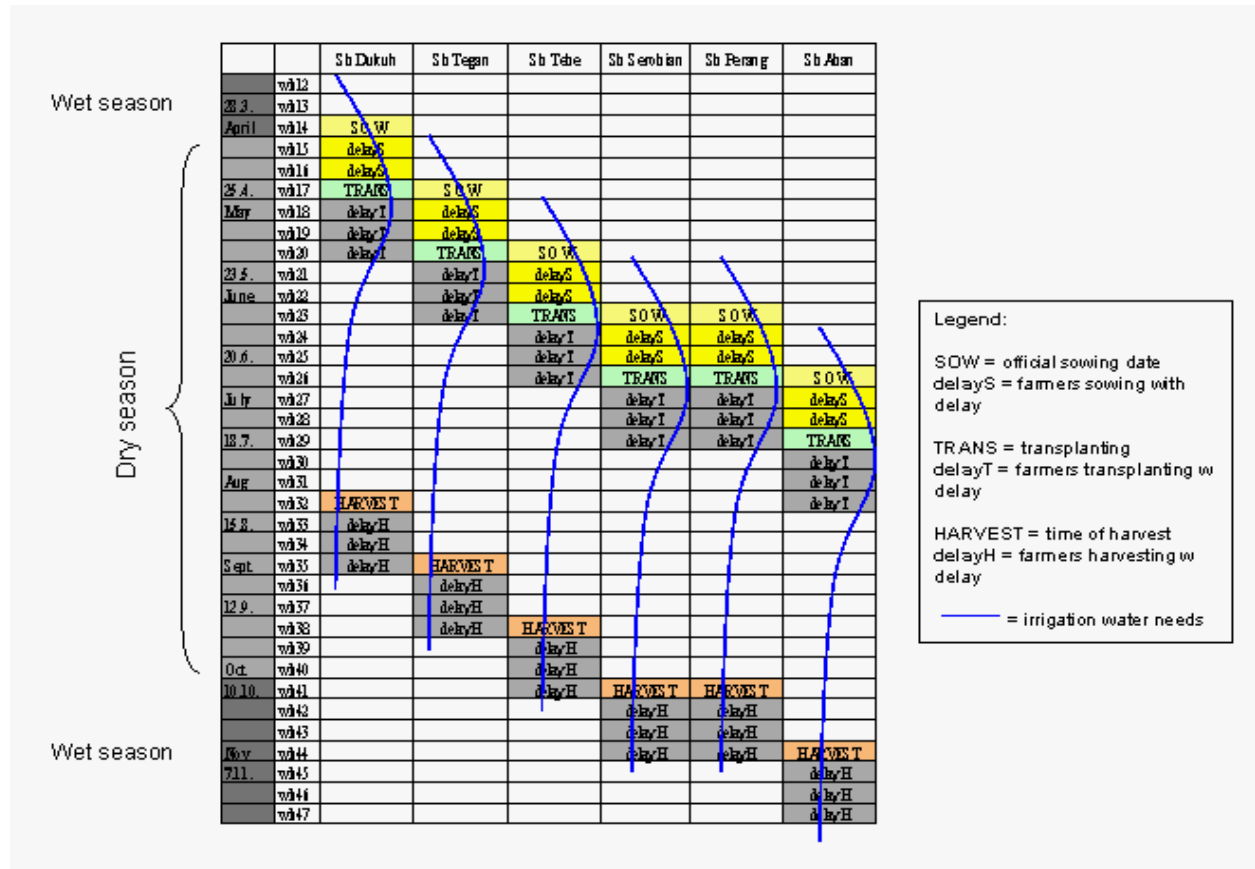 Sb Dukuh Sb Tegan Sb Tebe Sb Serobian Sb Perang Sb Aban
wk12
Wet season
28.3. wk13
April wk14 SOW
wk15 delayS
wk16 delayS
25.4. wk17 TRANS SOW
May wk18 delayT delayS
wk19 delayT delayS
wk20 delayT TRANS SOW
23.5. wk21 delayT delayS
June wk22 delayT delayS
wk23 delayT TRANS SOW SOW
wk24 delayT delayS delayS
20.6. wk25 delayT delayS delayS
wk26 delayT TRANS TRANS SOW
July wk27 delayT delayT delayS
wk28 delayT delayT delayS
18.7. wk29 delayT delayT TRANS
wk30 delayT
Aug wk31 delayT
wk32 HARVEST delayT
15.8. wk33 delayH
wk34 delayH
Sept. wk35 delayH HARVEST
wk36 delayH
12.9. wk37 delayH
wk38 delayH HARVEST
wk39 delayH
Oct. wk40 delayH
10.10. wk41 delayH HARVEST HARVEST
wk42 delayH delayH
wk43 delayH delayH
Nov wk44 delayH delayH HARVEST
7.11. wk45 delayH
wk46 delayH
wk47 delayH
Dry season
Wet season
Legend:
SOW = official sowing date
delayS = farmers sowing with
delay
TRANS = transplanting
delayT = farmers transplanting w
delay
HARVEST = time of harvest
delayH = farmers harvesting w
delay
= irrigation water needs